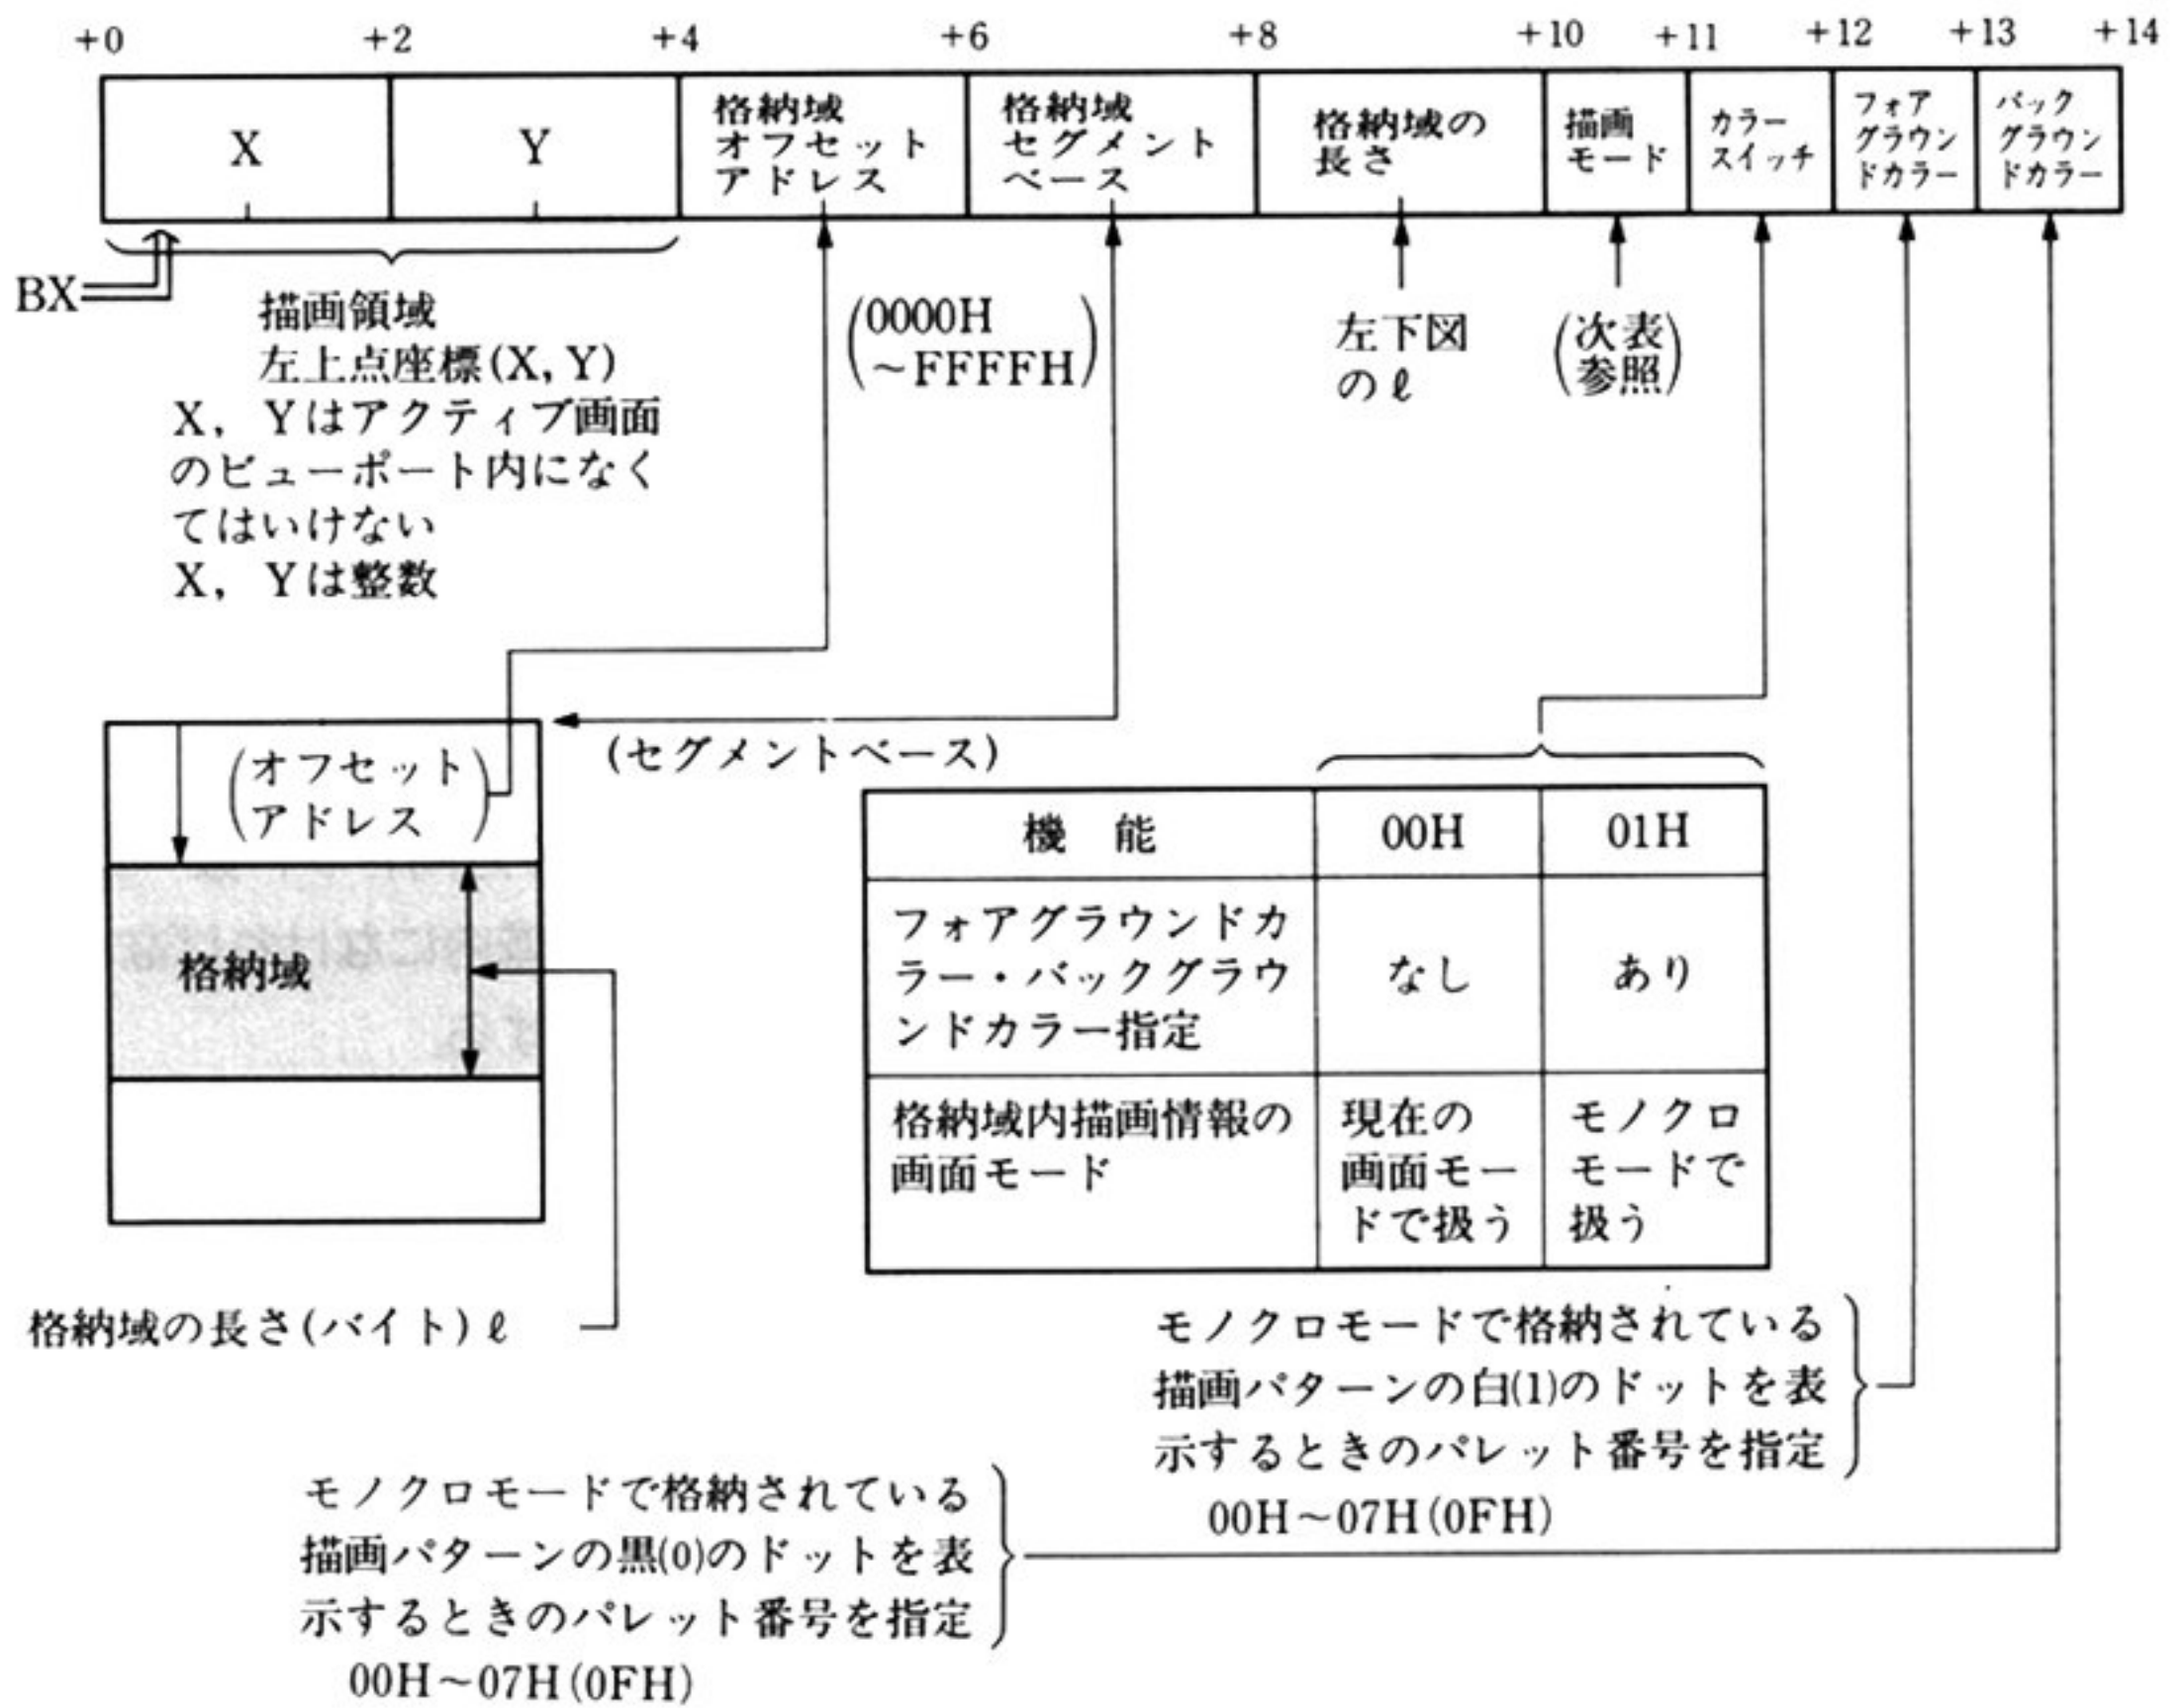 +0 +2 +4 +6 +8 +10 +11 +12 +13 +14
X
Y
格納域
オフセット
アドレス
格納域
セグメント
ベース
格納域の
長さ
描画
モード
カラー
スイッチ
フォア
グラウン
ドカラー
バック
グラウン
ドカラー
BX
描画領域
左上点座標(X, Y)
X, Yはアクティブ画面
のビューポート内になく
てはいけない
X, Yは整数
(0000H
~FFFFH)
左下図
のℓ
(次表
参照)
(オフセット
アドレス)
(セグメントベース)
格納域
格納域の長さ(バイト)ℓ
機 能 00H 01H
フォアグラウンドカ
ラー・バックグラウ
ンドカラー指定
なし
あり
格納域内描画情報の
画面モード
現在の
画面モー
ドで扱う
モノクロ
モードで
扱う
モノクロモードで格納されている
描画パターンの白(1)のドットを表
示するときのパレット番号を指定
00H~07H(0FH)
モノクロモードで格納されている
描画パターンの黒(0)のドットを表
示するときのパレット番号を指定
00H~07H(0FH)